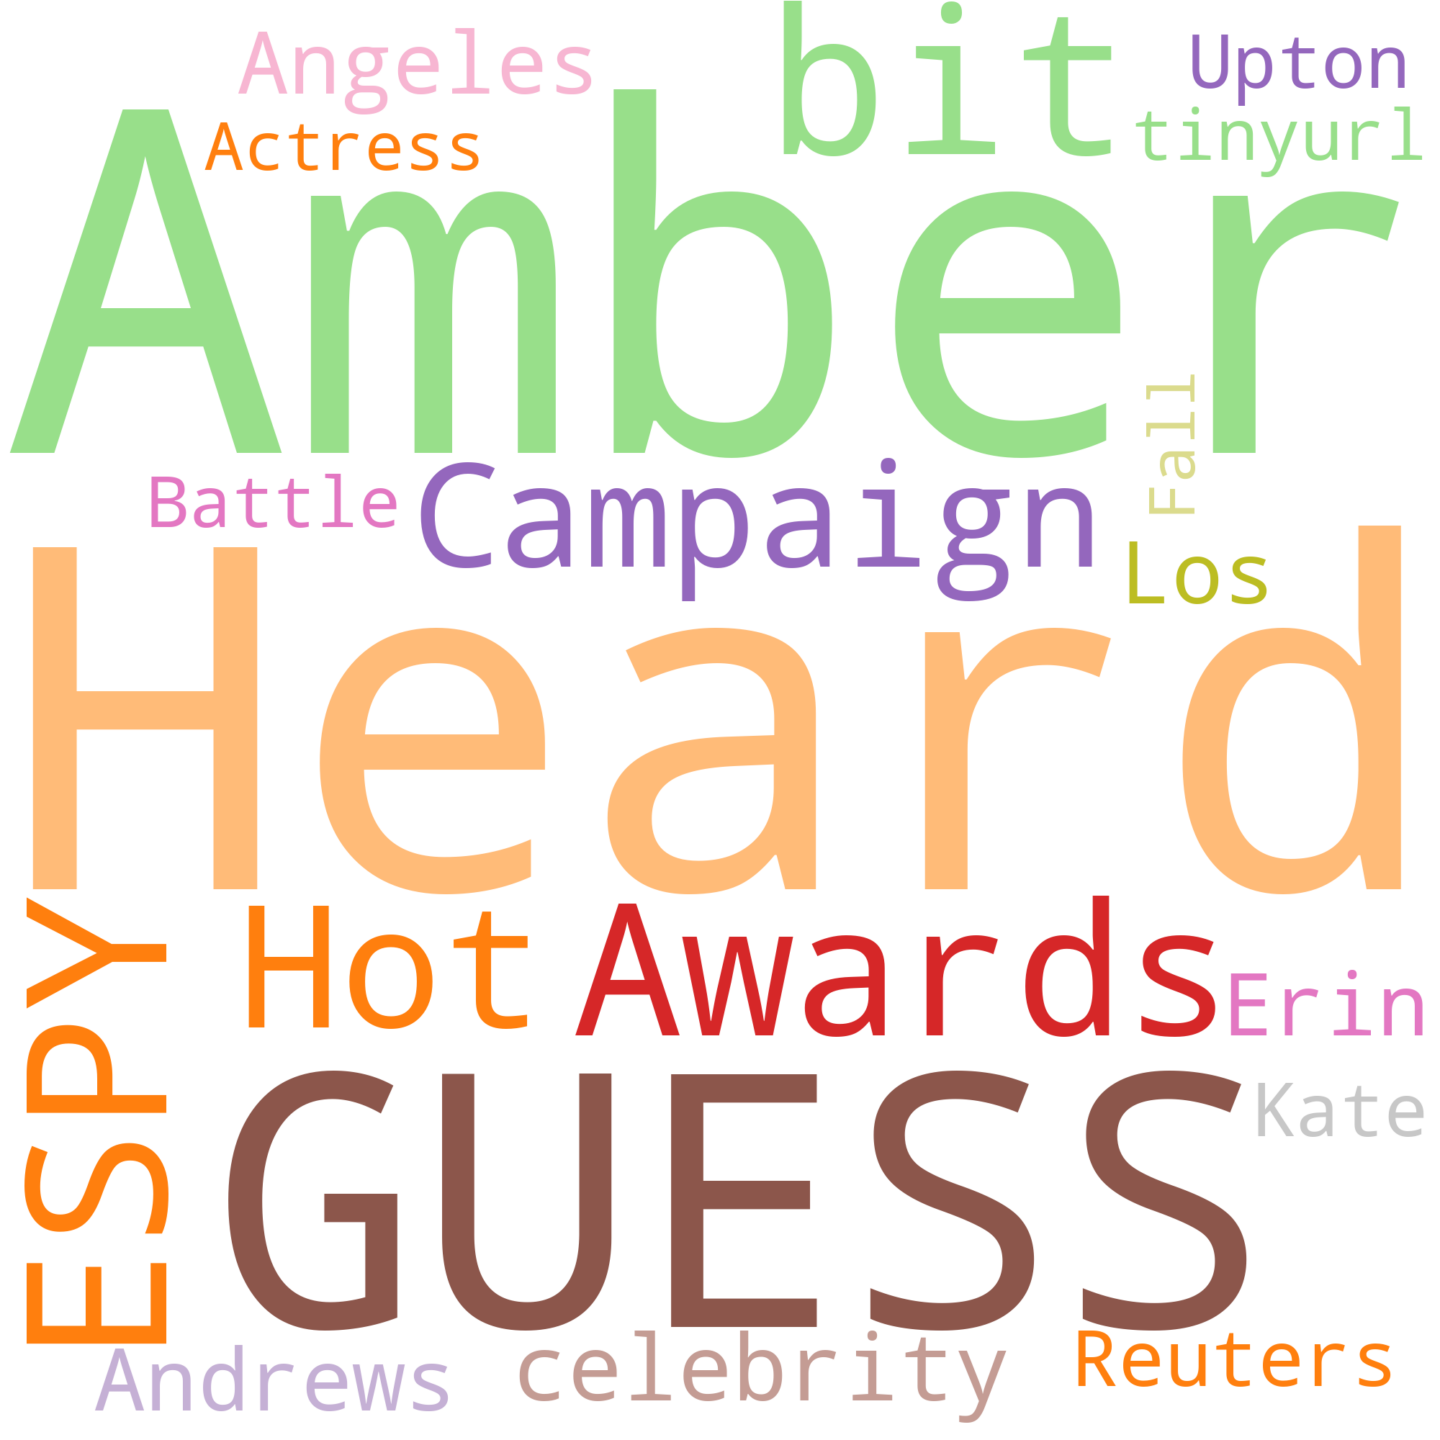 Angeles
bit
Upton
Actress
tinyurl
Amber
Fall
Battle
Campaign
Los
Heard
ESPY
Hot
Awards
Erin
GUESS
Kate
Andrews
celebrity
Reuters